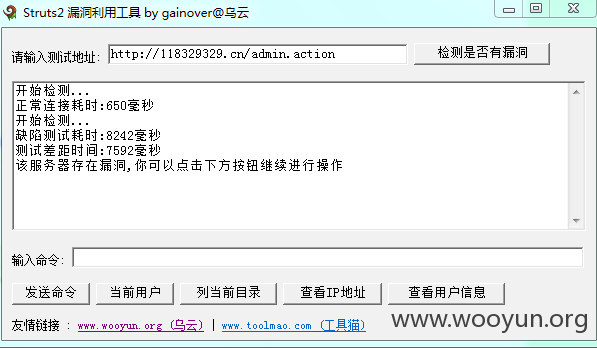 Struts2 漏洞利用工具 by gainover@乌云
请输入测试地址: http://118329329.cn/admin.action 检测是否有漏洞
开始检测...
正常连接耗时:650毫秒
开始检测...
缺陷测试耗时:8242毫秒
测试差距时间:7592毫秒
该服务器存在漏洞,你可以点击下方按钮继续进行操作
输入命令:
发送命令 当前用户 列当前目录 查看IP地址 查看用户信息
友情链接 : www.wooyun.org (乌云) | www.toolmao.com (工具猫)
www.wooyun.org